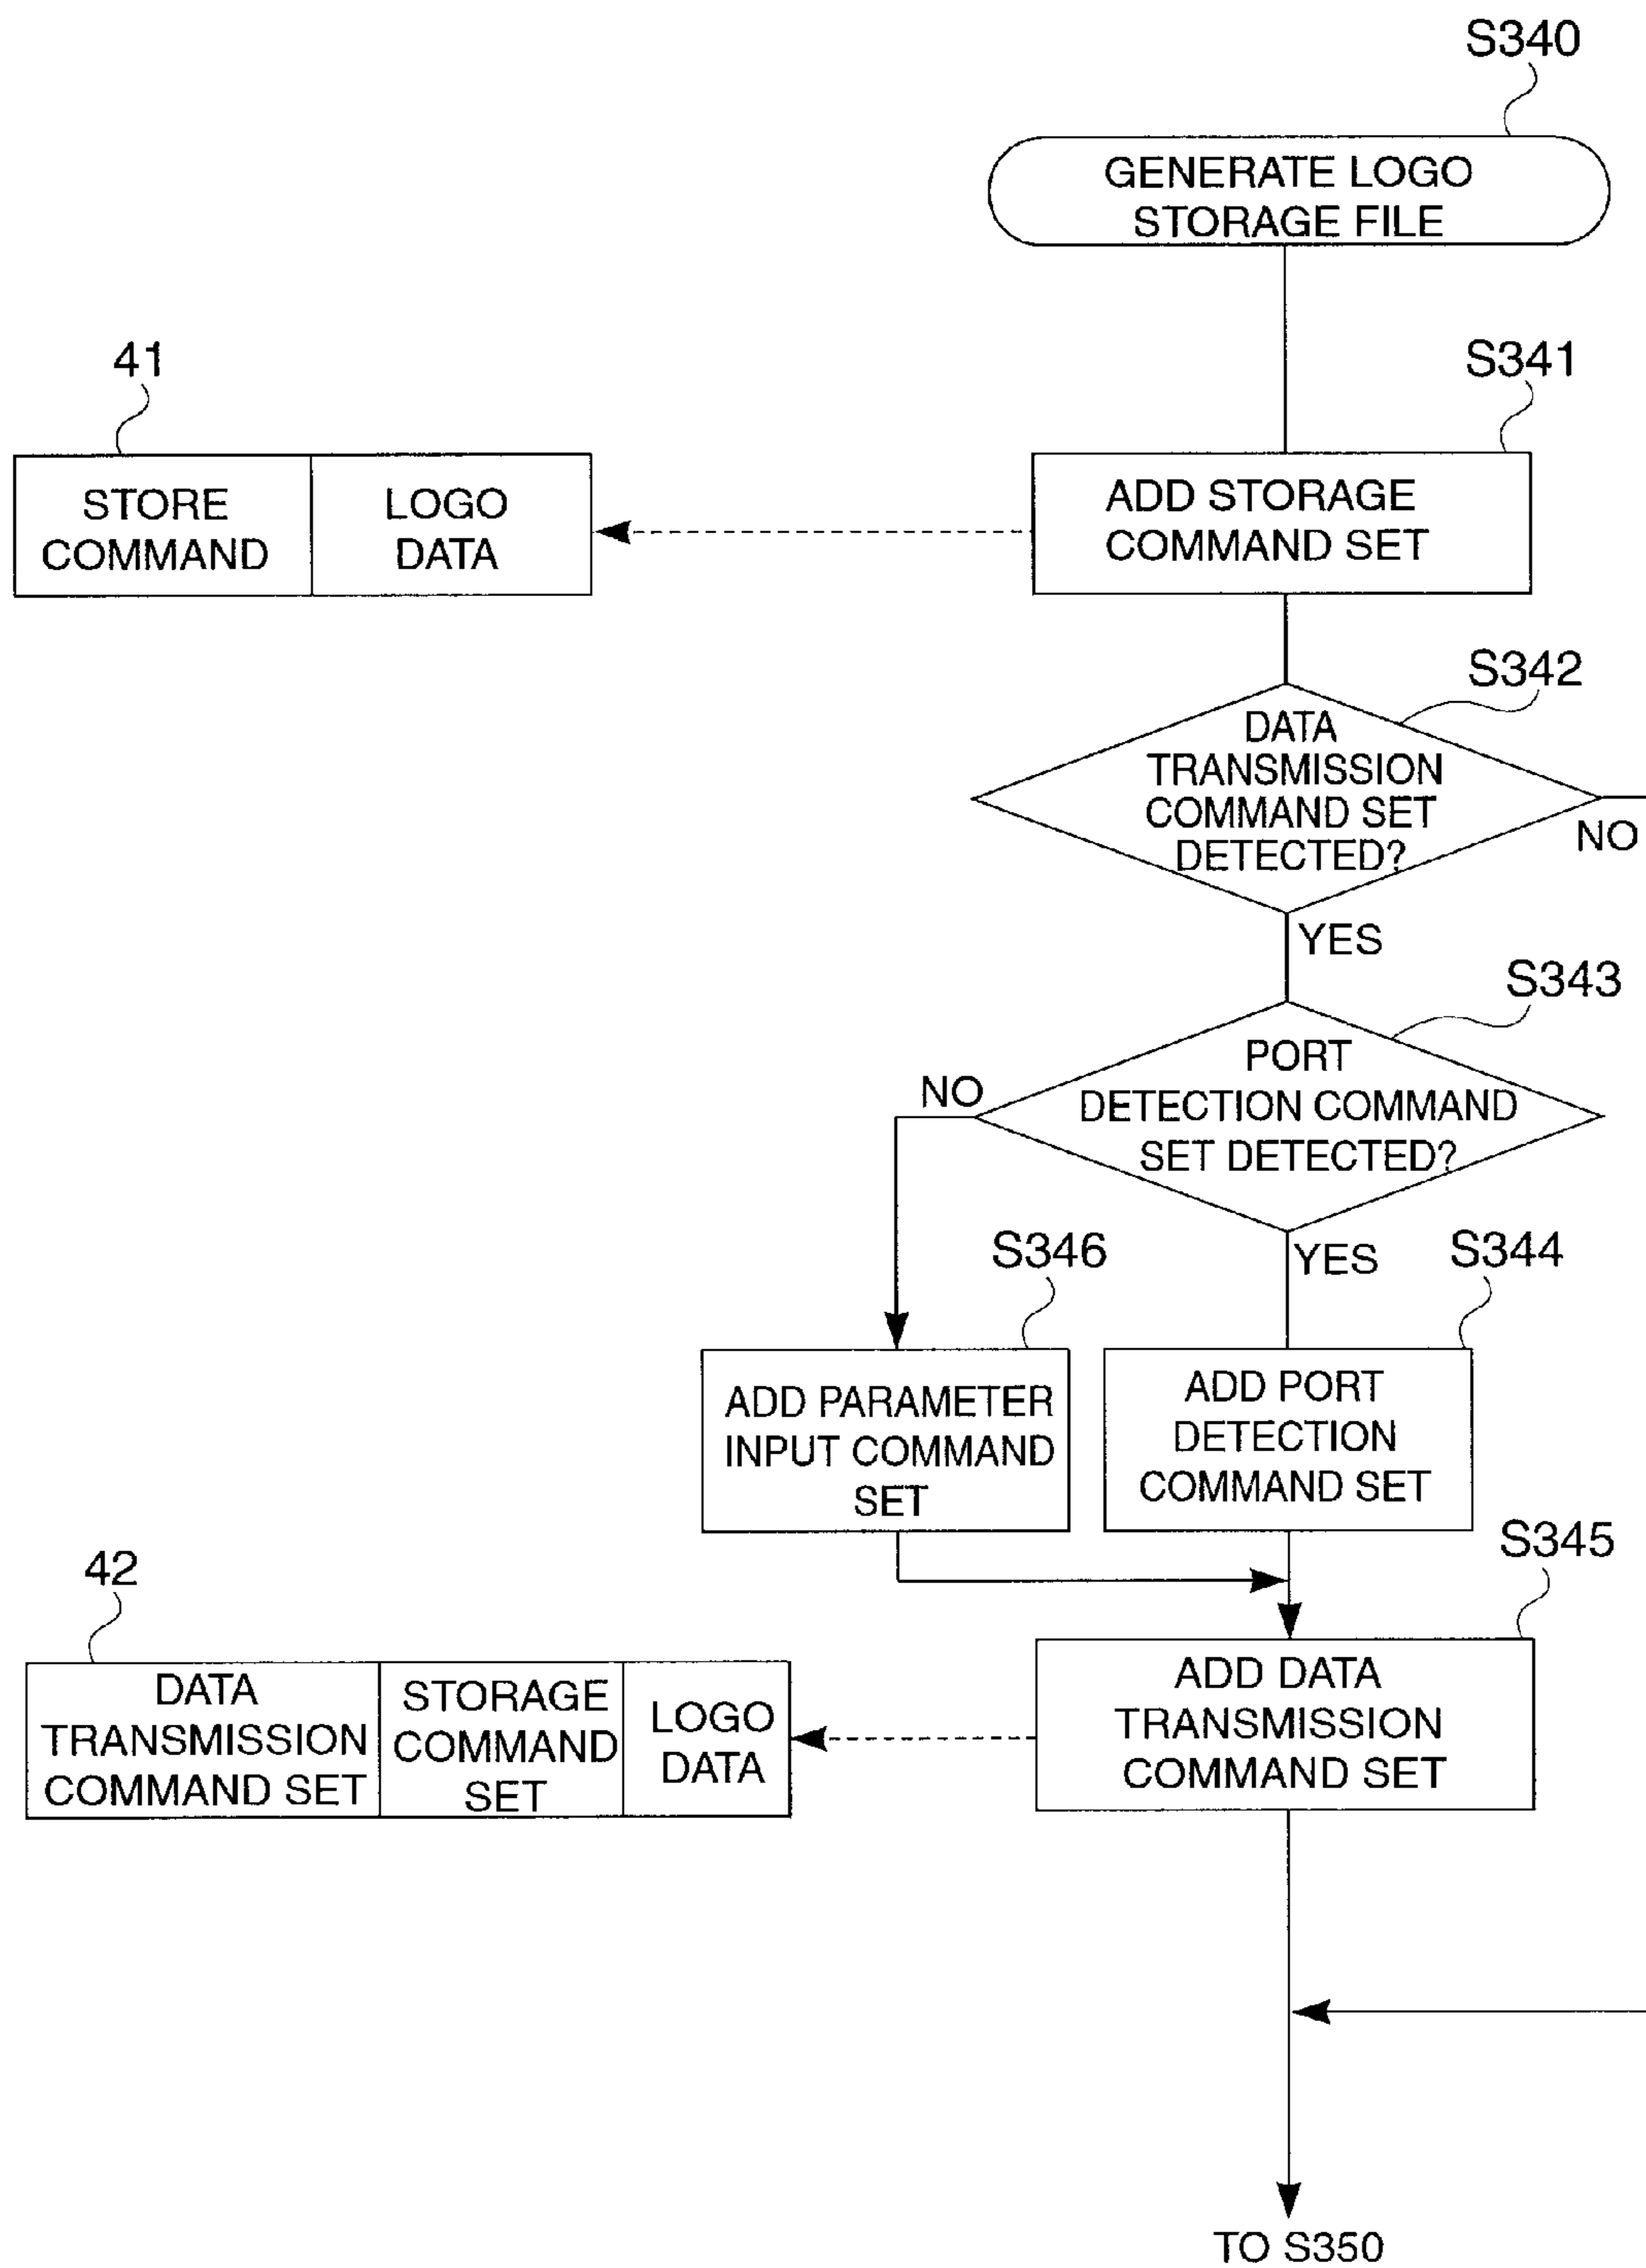 S340
GENERATE LOGO
STORAGE FILE
41
S341
STORE
COMMAND
LOGO
DATA
ADD STORAGE
COMMAND SET
S342
DATA
TRANSMISSION
COMMAND SET
DETECTED?
NO
YES
S343
PORT
DETECTION COMMAND
SET DETECTED?
NO
YES
S346
S344
ADD PARAMETER
INPUT COMMAND
SET
ADD PORT
DETECTION
COMMAND SET
42
S345
DATA
TRANSMISSION
COMMAND SET
STORAGE
COMMAND
SET
LOGO
DATA
ADD DATA
TRANSMISSION
COMMAND SET
TO S350